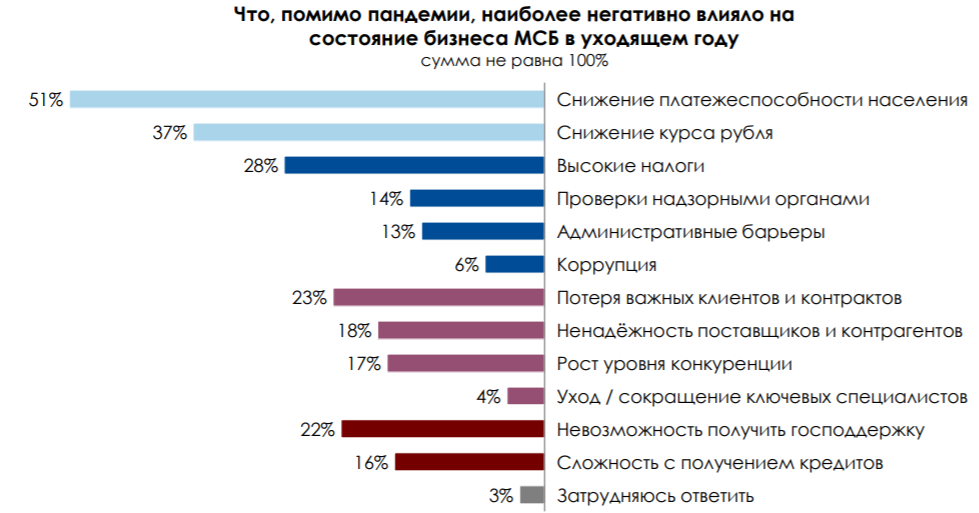 Что, помимо пандемии, наиболее негативно влияло на
состояние бизнеса МСБ в уходящем году
сумма не равна 100%
51% Снижение платежеспособности населения
37% Снижение курса рубля
28% Высокие налоги
14% Проверки надзорными органами
13% Административные барьеры
6% Коррупция
23% Потеря важных клиентов и контрактов
18% Ненадёжность поставщиков и контрагентов
17% Рост уровня конкуренции
4% Уход / сокращение ключевых специалистов
22% Невозможность получить господдержку
16% Сложность с получением кредитов
3% Затрудняюсь ответить